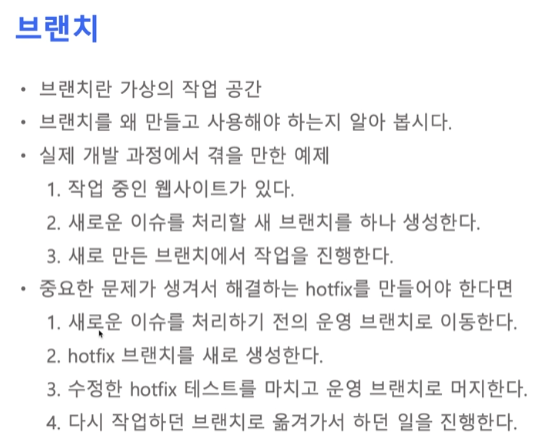 브랜치
• 브랜치란 가상의 작업 공간
• 브랜치를 왜 만들고 사용해야 하는지 알아 봅시다.
• 실제 개발 과정에서 겪을 만한 예제
1. 작업 중인 웹사이트가 있다.
2. 새로운 이슈를 처리할 새 브랜치를 하나 생성한다.
3. 새로 만든 브랜치에서 작업을 진행한다.
• 중요한 문제가 생겨서 해결하는 hotfix를 만들어야 한다면
1. 새로운 이슈를 처리하기 전의 운영 브랜치로 이동한다.
2. hotfix 브랜치를 새로 생성한다.
3. 수정한 hotfix 테스트를 마치고 운영 브랜치로 머지한다.
4. 다시 작업하던 브랜치로 옮겨가서 하던 일을 진행한다.